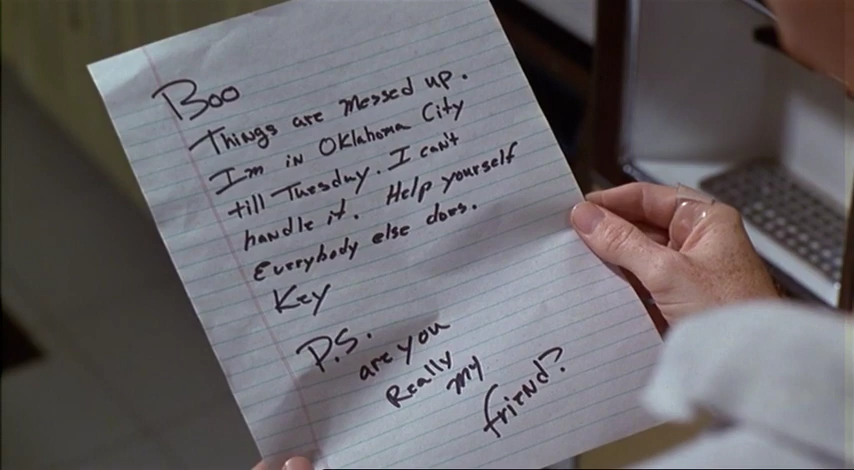 Boo
Things are messed up.
I'm in Oklahoma City
till Tuesday. I can't
handle it. Help yourself
Everybody else does.
Key
P.S.
are you
Really
my
friend?